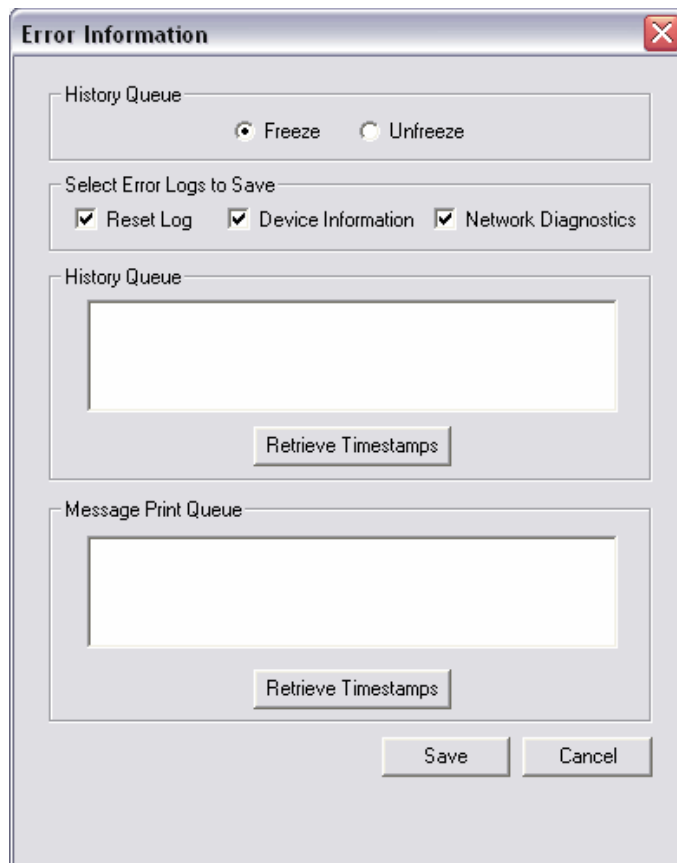 Error Information
History Queue
Freeze Unfreeze
Select Error Logs to Save
Reset Log Device Information Network Diagnostics
History Queue
Retrieve Timestamps
Message Print Queue
Retrieve Timestamps
Save Cancel